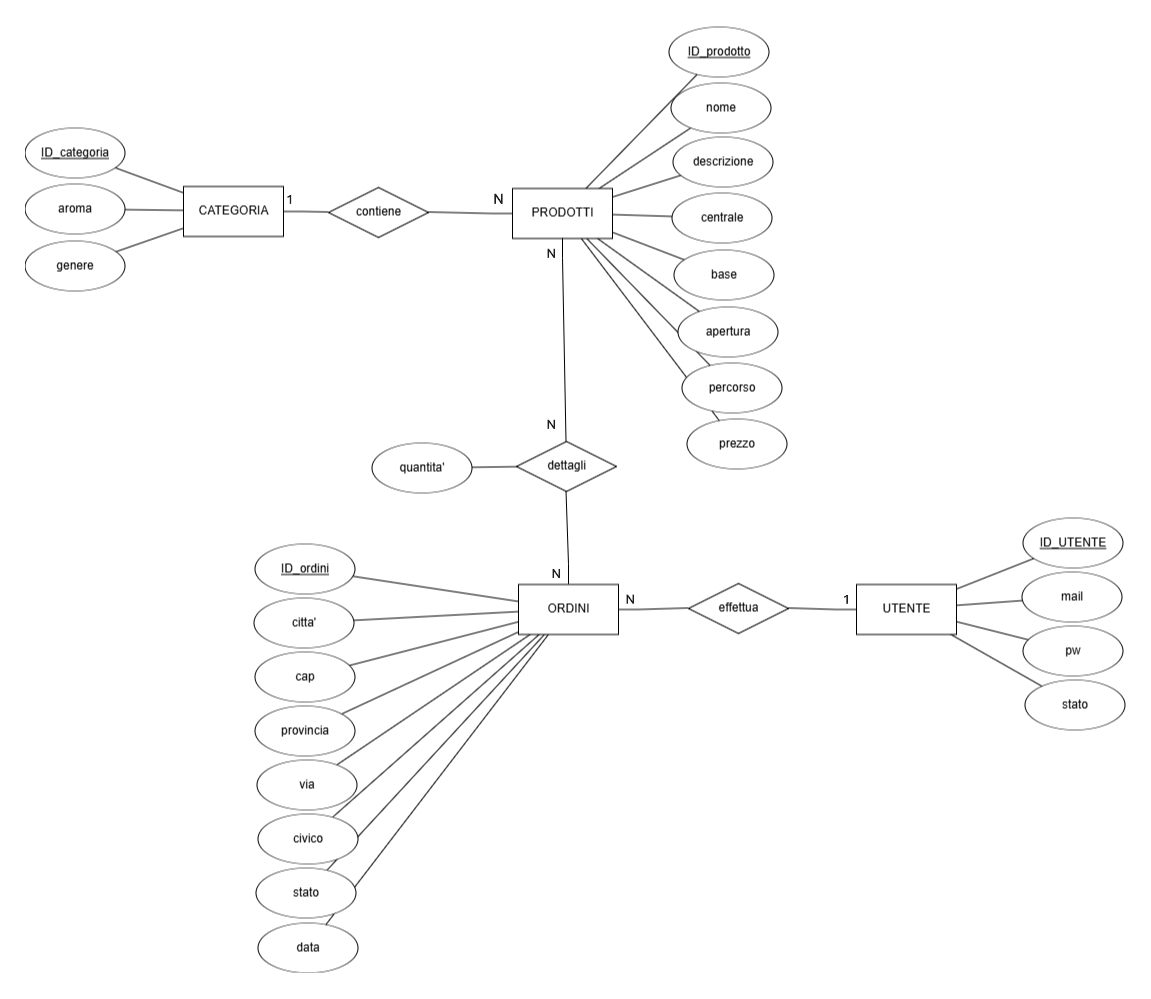 ID_prodotto
nome
ID_categoria
descrizione
aroma
CATEGORIA
1
contiene
N
PRODOTTI
centrale
genere
N
base
apertura
percorso
N
prezzo
quantita'
dettagli
ID_ordini
N
ID_UTENTE
citta'
ORDINI
N
effettua
1
UTENTE
mail
cap
pw
provincia
stato
via
civico
stato
data